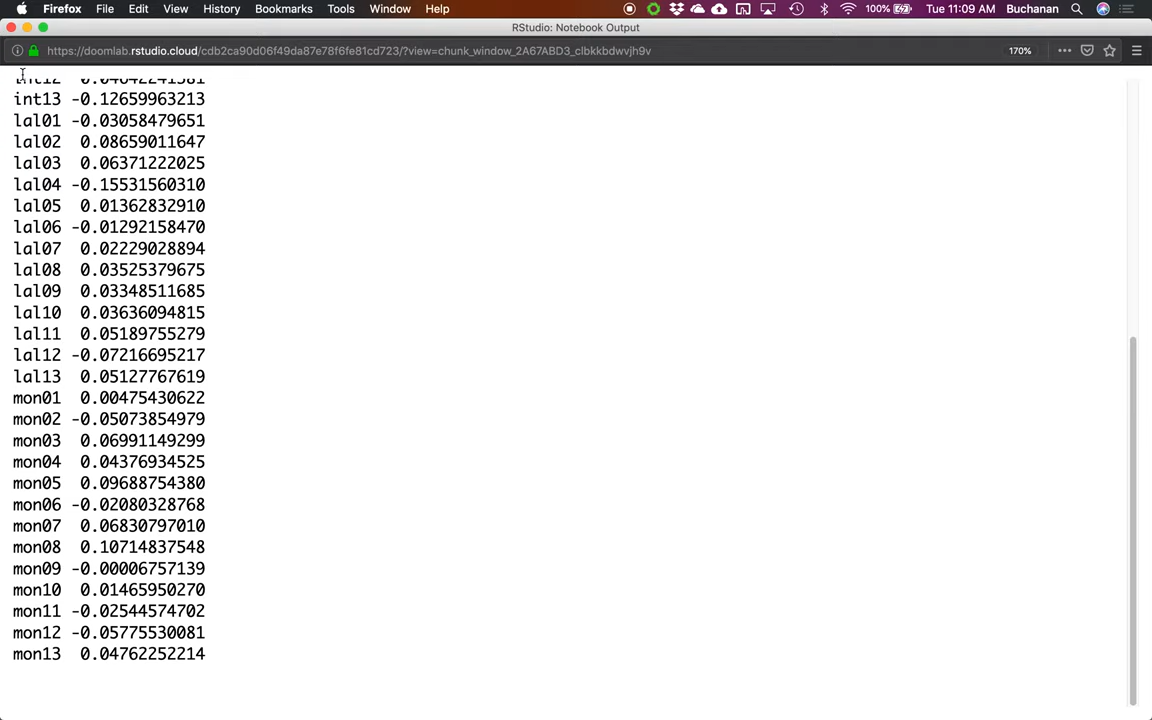 Firefox File Edit View History Bookmarks Tools Window Help 100% Tue 11:09 AM Buchanan
RStudio: Notebook Output
https://doomlab.rstudio.cloud/cdb2ca90d06f49da87e78f6fe81cd723/?view=chunk_window_2A67ABD3_clbkkbdwvjh9v 170%
int13 -0.12659963213
lal01 -0.03058479651
lal02 0.08659011647
lal03 0.06371222025
lal04 -0.15531560310
lal05 0.01362832910
lal06 -0.01292158470
lal07 0.02229028894
lal08 0.03525379675
lal09 0.03348511685
lal10 0.03636094815
lal11 0.05189755279
lal12 -0.07216695217
lal13 0.05127767619
mon01 0.00475430622
mon02 -0.05073854979
mon03 0.06991149299
mon04 0.04376934525
mon05 0.09688754380
mon06 -0.02080328768
mon07 0.06830797010
mon08 0.10714837548
mon09 -0.00006757139
mon10 0.01465950270
mon11 -0.02544574702
mon12 -0.05775530081
mon13 0.04762252214